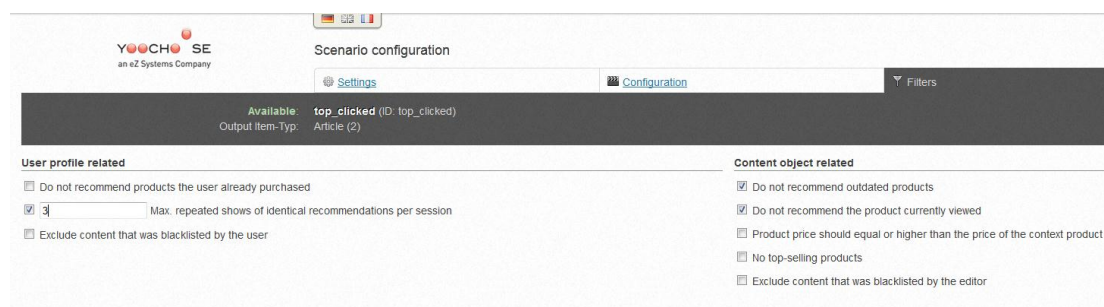 YOOCHOOSE
an eZ Systems Company
Scenario configuration
Settings
Configuration
Filters
Available: top_clicked (ID: top_clicked)
Output Item-Typ: Article (2)
User profile related
Do not recommend products the user already purchased
3 Max. repeated shows of identical recommendations per session
Exclude content that was blacklisted by the user
Content object related
Do not recommend outdated products
Do not recommend the product currently viewed
Product price should equal or higher than the price of the context product
No top-selling products
Exclude content that was blacklisted by the editor